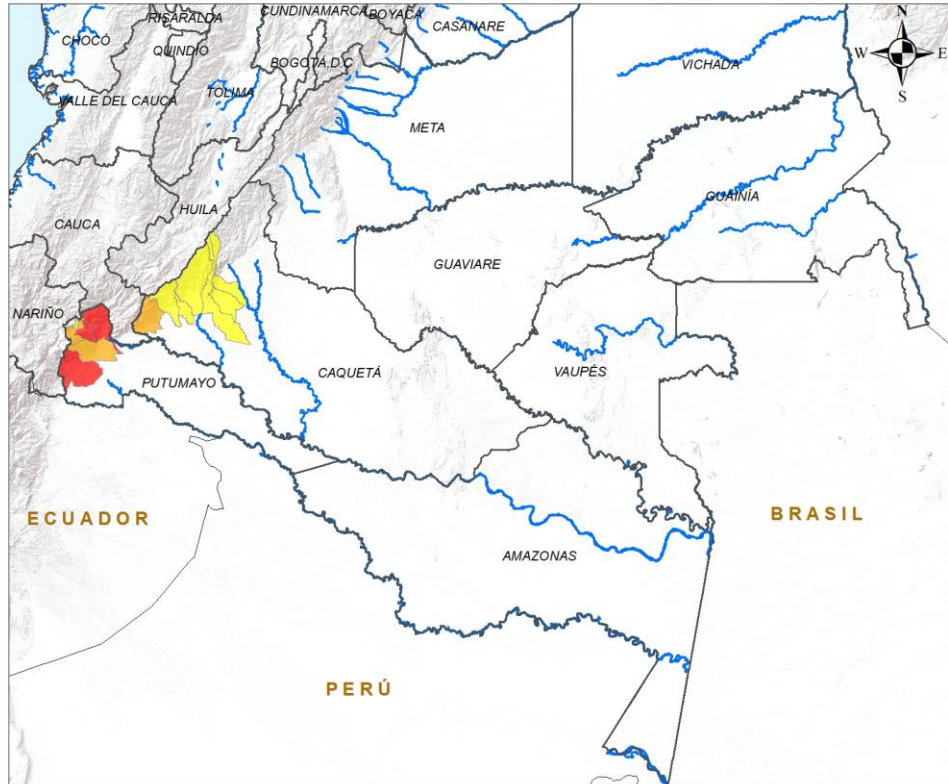 CUNDINAMARCA
BOYACÁ
RISARALDA
CASANARE
CHOCÓ
QUINDIO
N
W E
S
BOGOTÁ D.C
VICHADA
TOLIMA
VALLE DEL CAUCA
META
GUAINÍA
HUILA
CAUCA
GUAVIARE
NARIÑO
CAQUETÁ
VAUPÉS
PUTUMAYO
ECUADOR
BRASIL
AMAZONAS
PERÚ